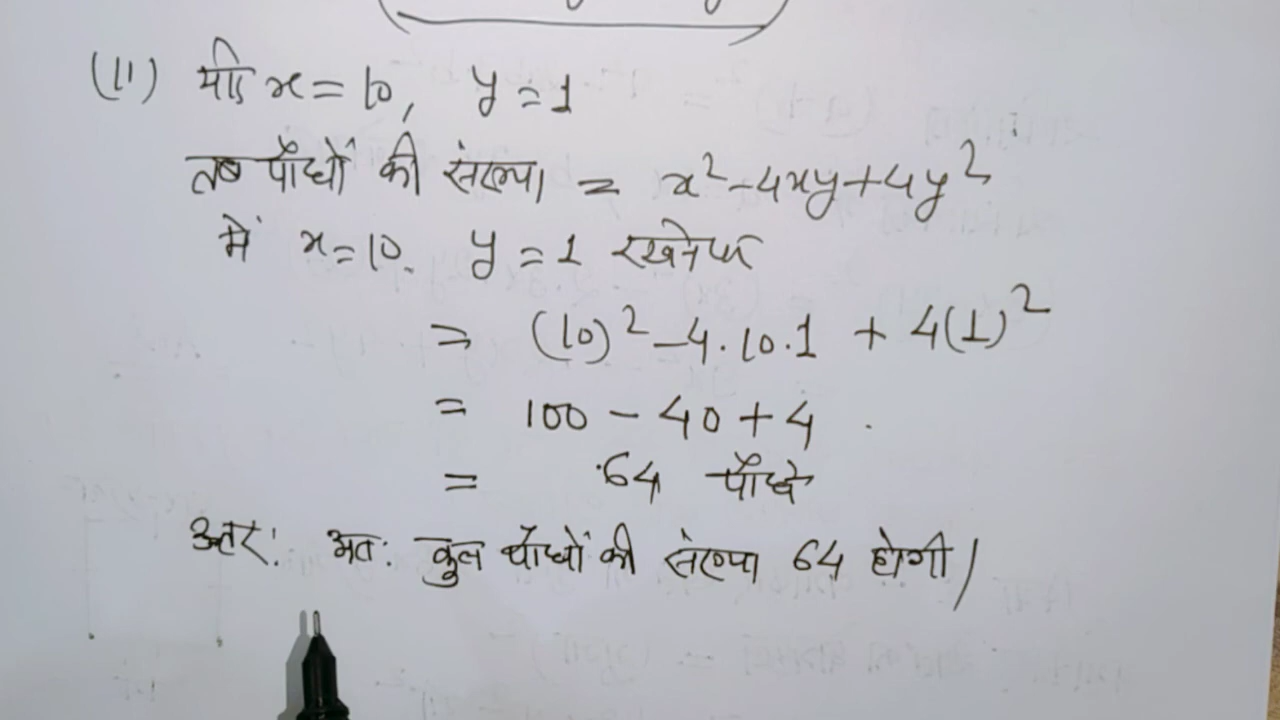 (11) यदि x = 10, y = 1
तब पौधों की संख्या = x² - 4xy + 4y²
में x = 10. y = 1 रखने पर
= (10)² - 4.10.1 + 4(1)²
= 100 - 40 + 4
= 64 पौधे
उत्तर: अत: कुल पौधों की संख्या 64 होगी/